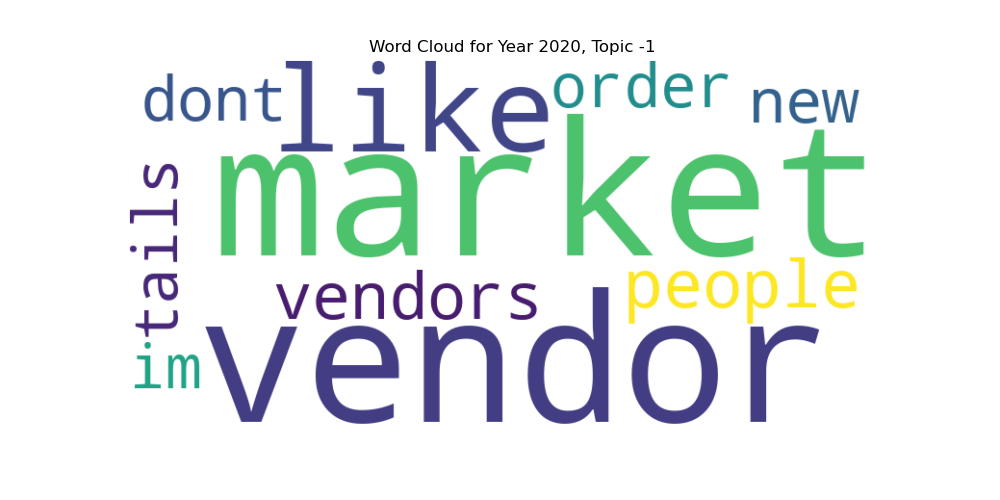 Word Cloud for Year 2020, Topic -1
dont
like
order
new
market
tails
vendors
people
im
vendor